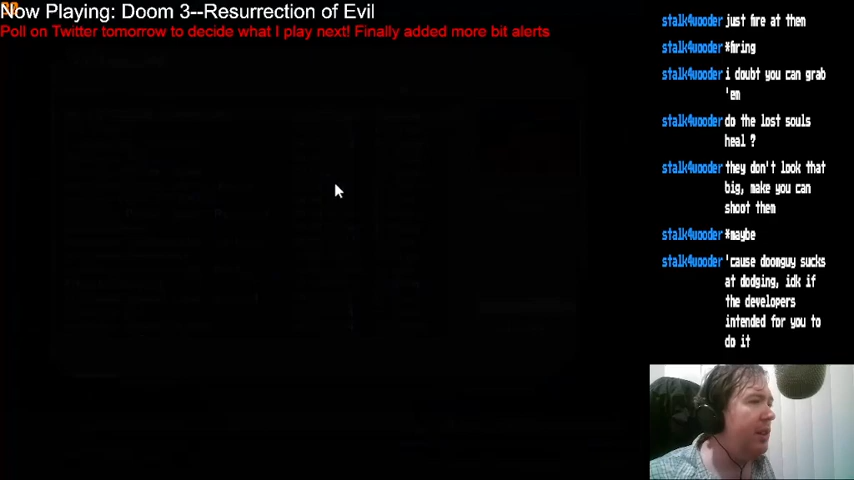 Now Playing: Doom 3--Resurrection of Evil
Poll on Twitter tomorrow to decide what I play next! Finally added more bit alerts
stalk4wooder just fire at them
stalk4wooder *firing
stalk4wooder i doubt you can grab
'em
stalk4wooder do the lost souls
heal ?
stalk4wooder they don't look that
big, make you can
shoot them
stalk4wooder *maybe
stalk4wooder 'cause doomguy sucks
at dodging, idk if
the developers
intended for you to
do it